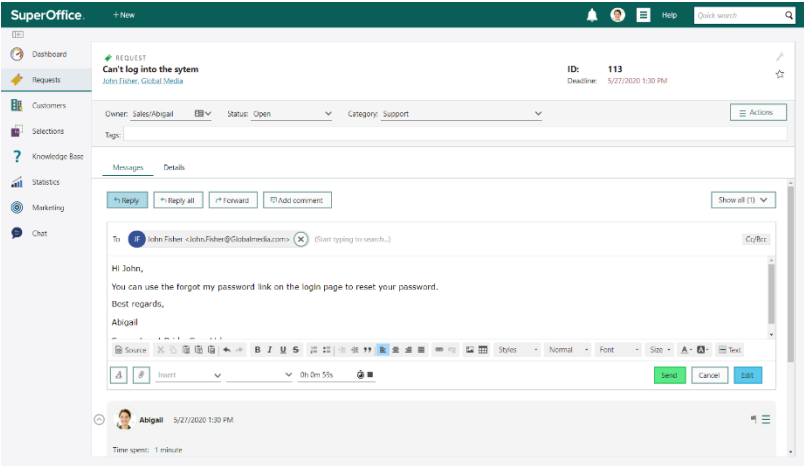 SuperOffice.
+New
Help
Quick search
Dashboard
Requests
Customers
Selections
Knowledge Base
Statistics
Marketing
Chat
REQUEST
Can't log into the sytem
John Fisher, Global Media
ID: 113
Deadline: 5/27/2020 1:30 PM
Owner: Sales/Abigail
Status: Open
Category: Support
Actions
Tags:
Messages
Details
Reply
Reply all
Forward
Add comment
Show all (1)
To
JF
John Fisher <John.Fisher@Globalmedia.com>
(Start typing to search...)
Cc/Bcc
Hi John,
You can use the forgot my password link on the login page to reset your password.
Best regards,
Abigail
Source
B I U S
Styles
Normal
Font
Size
A
A
Text
A
Insert
0h 0m 59s
Send
Cancel
Edit
Abigail 5/27/2020 1:30 PM
Time spent: 1 minute